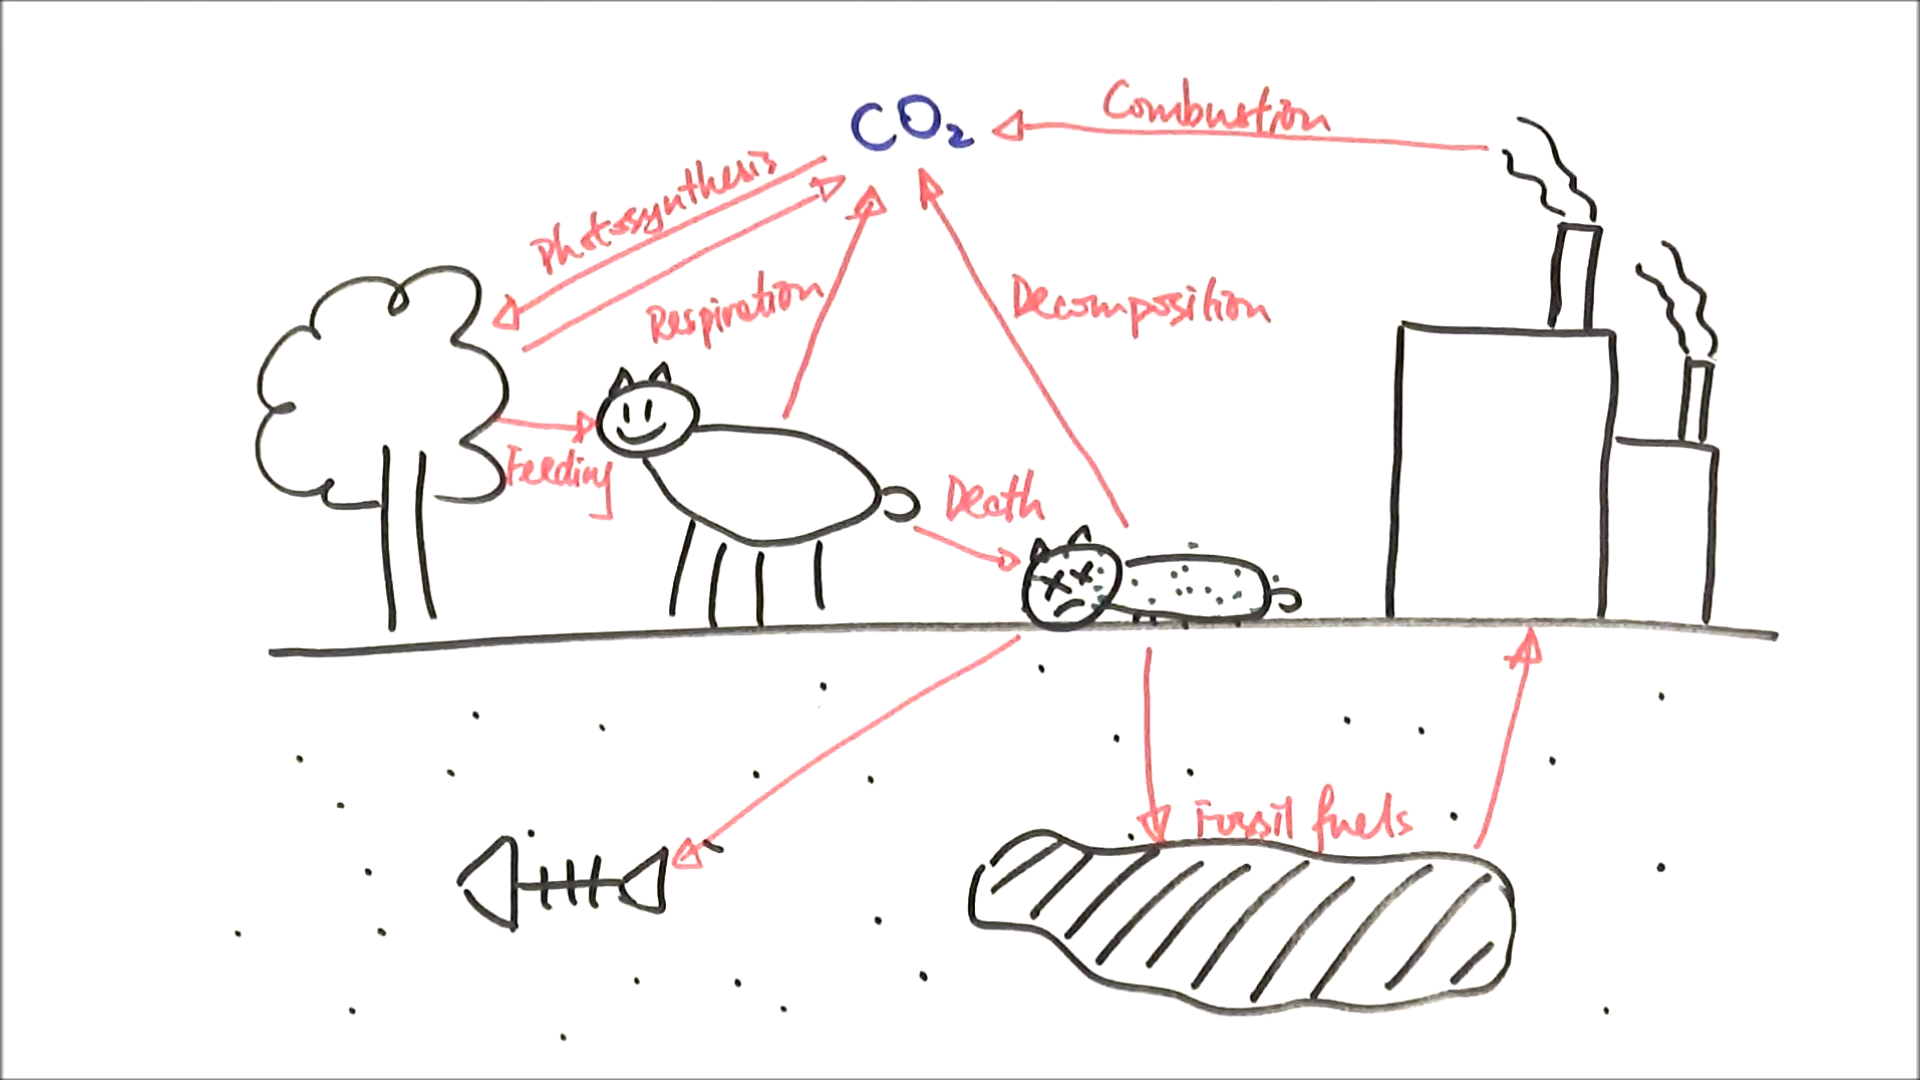 CO₂
Combustion
Photosynthesis
Respiration
Decomposition
Feeding
Death
Fossil fuels